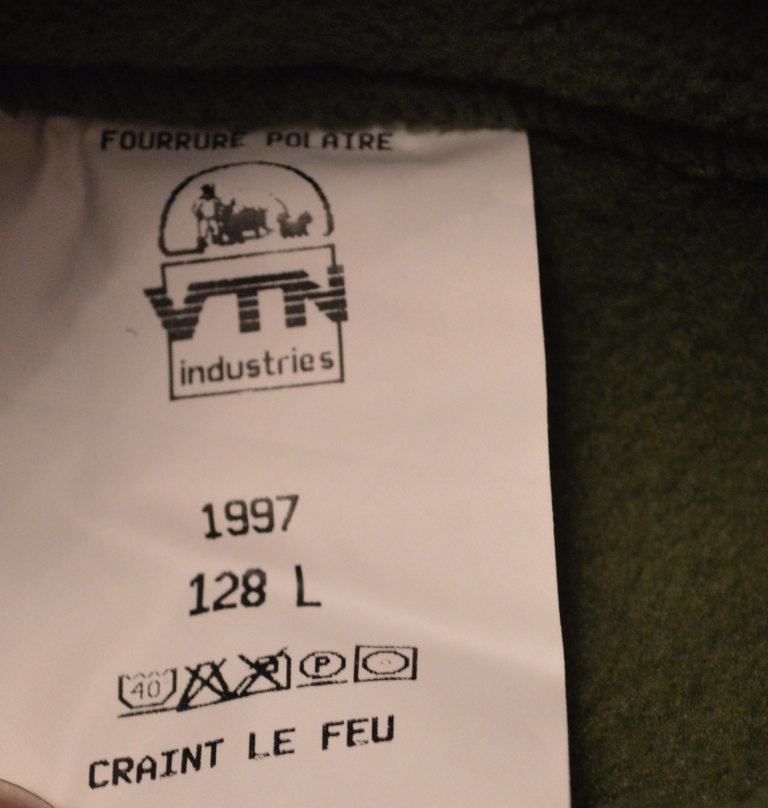 FOURRURE POLAIRE
VTN
industries
1997
128 L
40 P
CRAINT LE FEU